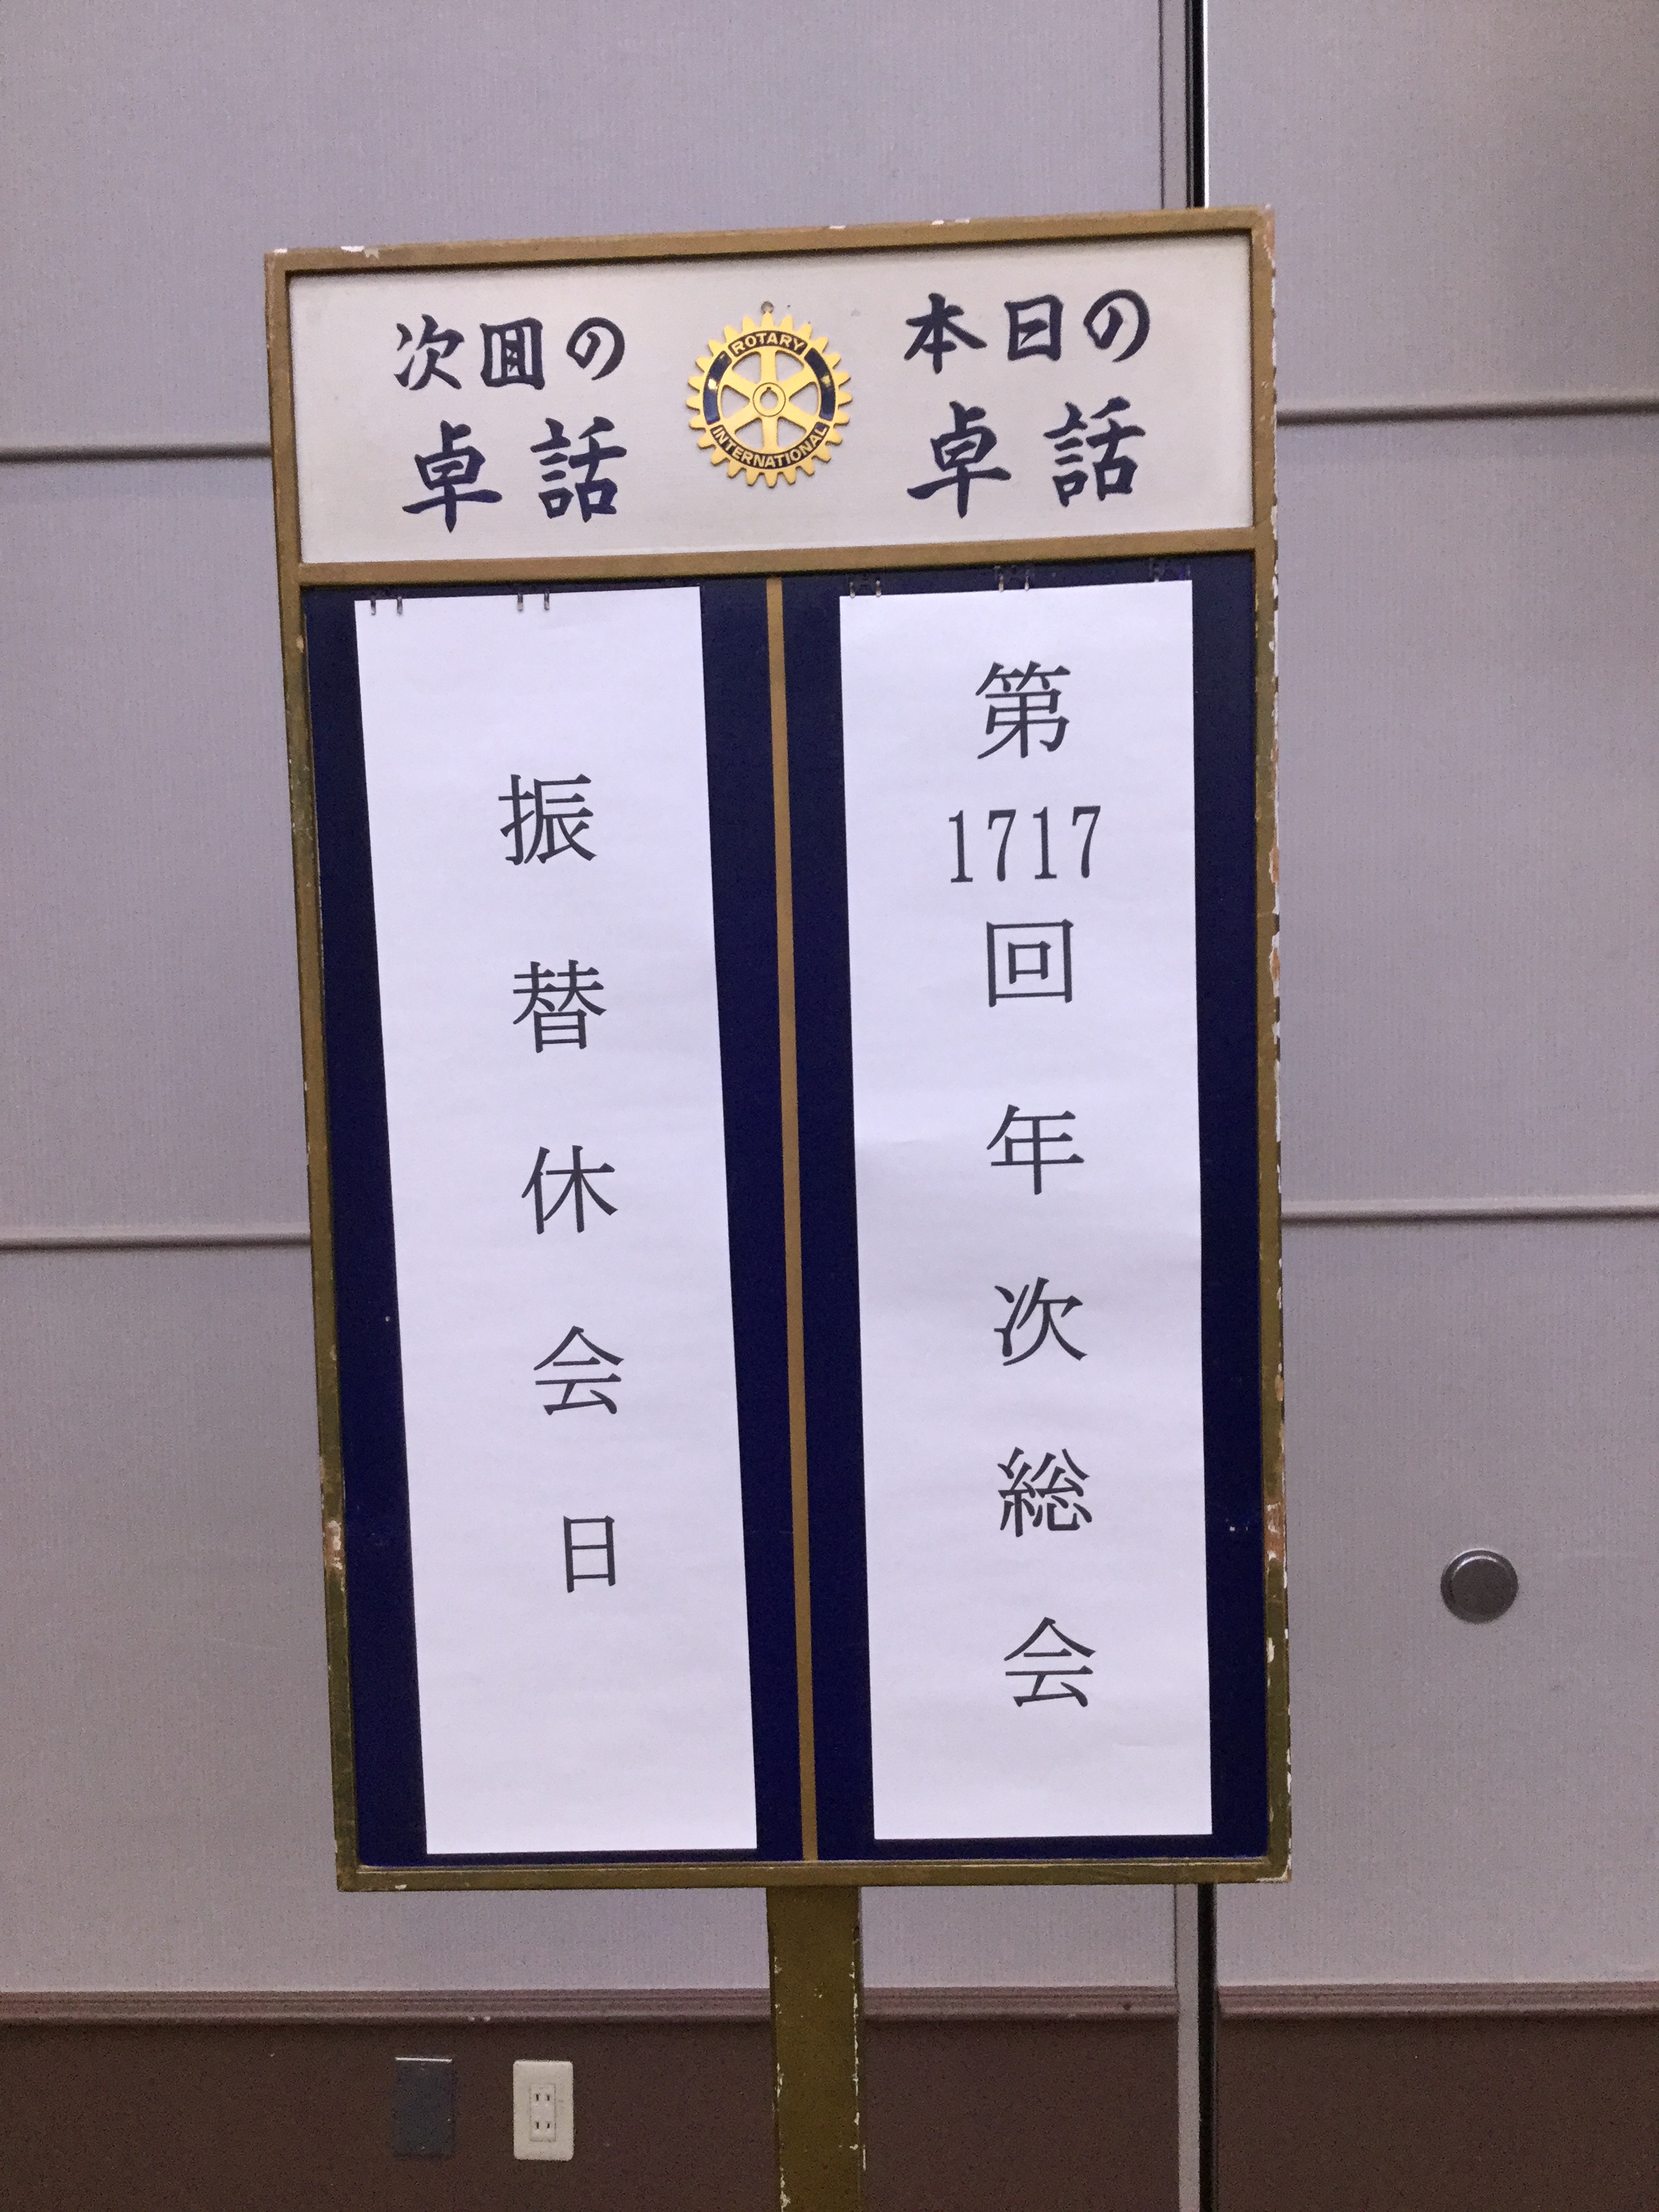 本日の
卓話
ROTARY
INTERNATIONAL
次回の
卓話
第1717回年次総会
振替休会日